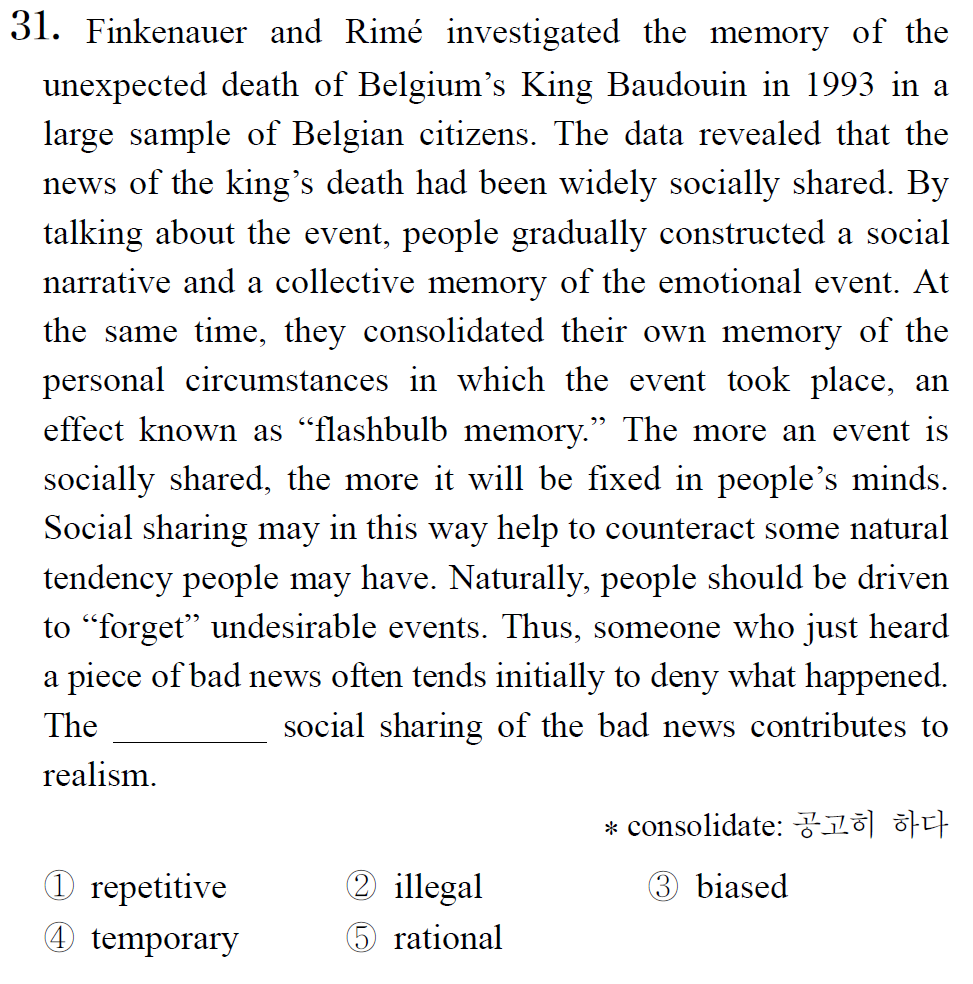 31. Finkenauer and Rimé investigated the memory of the
unexpected death of Belgium’s King Baudouin in 1993 in a
large sample of Belgian citizens. The data revealed that the
news of the king’s death had been widely socially shared. By
talking about the event, people gradually constructed a social
narrative and a collective memory of the emotional event. At
the same time, they consolidated their own memory of the
personal circumstances in which the event took place, an
effect known as “flashbulb memory.” The more an event is
socially shared, the more it will be fixed in people’s minds.
Social sharing may in this way help to counteract some natural
tendency people may have. Naturally, people should be driven
to “forget” undesirable events. Thus, someone who just heard
a piece of bad news often tends initially to deny what happened.
The __________ social sharing of the bad news contributes to
realism.
* consolidate: 공고히 하다
① repetitive ② illegal ③ biased
④ temporary ⑤ rational